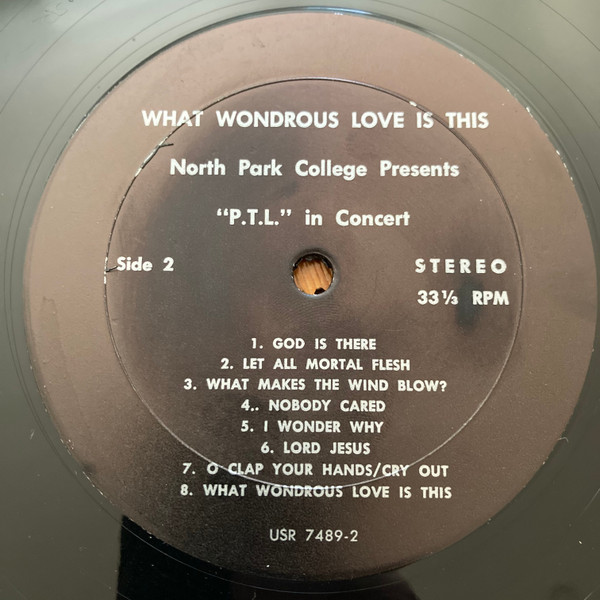 WHAT WONDROUS LOVE IS THIS
North Park College Presents
"P.T.L." in Concert
Side 2
STEREO
33⅓ RPM
1. GOD IS THERE
2. LET ALL MORTAL FLESH
3. WHAT MAKES THE WIND BLOW?
4.. NOBODY CARED
5. I WONDER WHY
6. LORD JESUS
7. O CLAP YOUR HANDS/CRY OUT
8. WHAT WONDROUS LOVE IS THIS
USR 7489-2